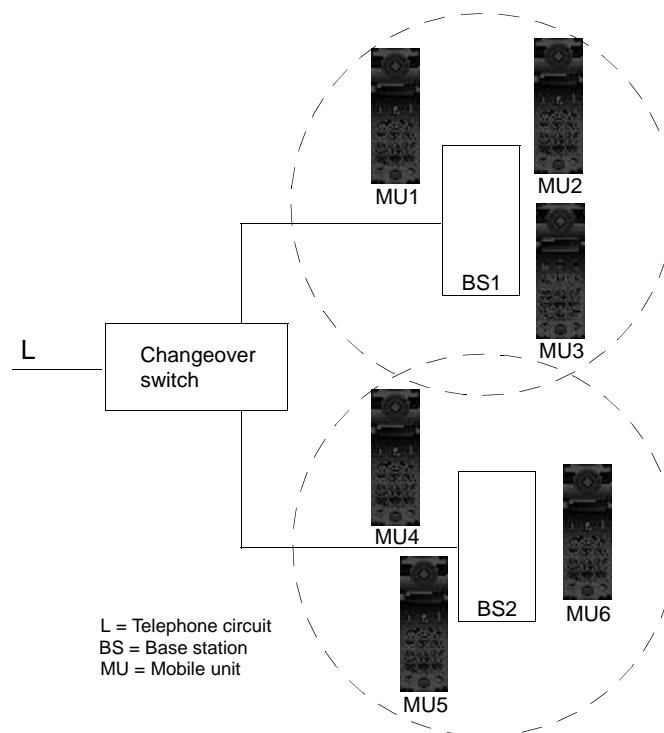 MU1
MU2
BS1
MU3
L
Changeover
switch
MU4
BS2
MU6
L = Telephone circuit
BS = Base station
MU = Mobile unit
MU5